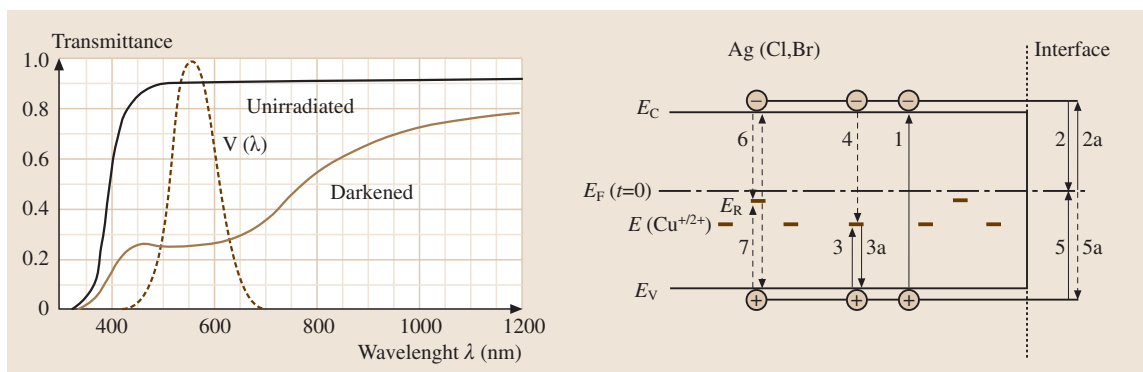 Transmittance
1.0
0.8
0.6
0.4
0.2
0
Unirradiated
V (λ)
Darkened
400 600 800 1000 1200
Wavelenght λ (nm)
Ag (Cl,Br) Interface
E_C
6 4 1 2 2a
E_F (t=0)
E_R
E (Cu⁺/²⁺)
7 3 3a 5 5a
E_V